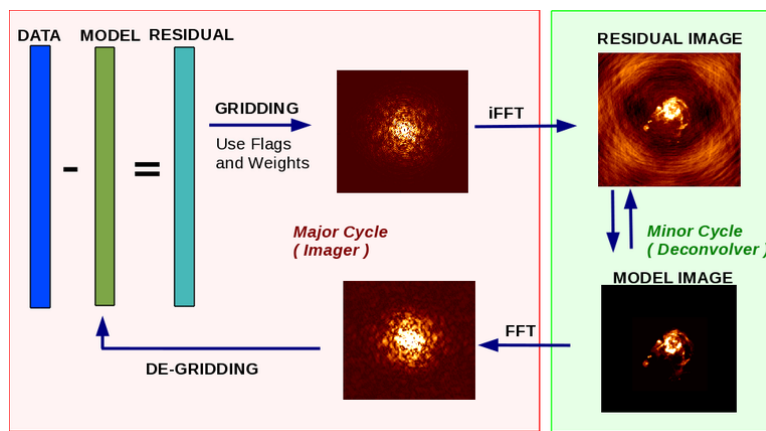 DATA
MODEL
RESIDUAL
-
=
GRIDDING
Use Flags
and Weights
iFFT
RESIDUAL IMAGE
Major Cycle
( Imager )
Minor Cycle
( Deconvolver )
MODEL IMAGE
FFT
DE-GRIDDING